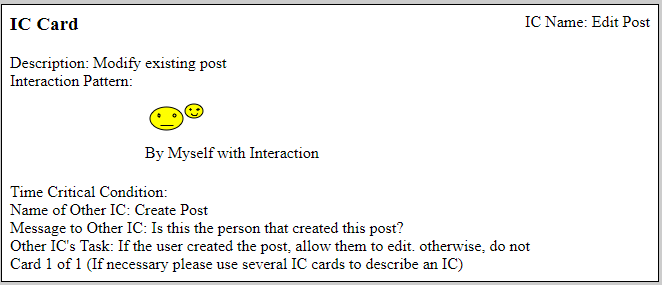 IC Card
IC Name: Edit Post
Description: Modify existing post
Interaction Pattern:
By Myself with Interaction
Time Critical Condition:
Name of Other IC: Create Post
Message to Other IC: Is this the person that created this post?
Other IC's Task: If the user created the post, allow them to edit. otherwise, do not
Card 1 of 1 (If necessary please use several IC cards to describe an IC)